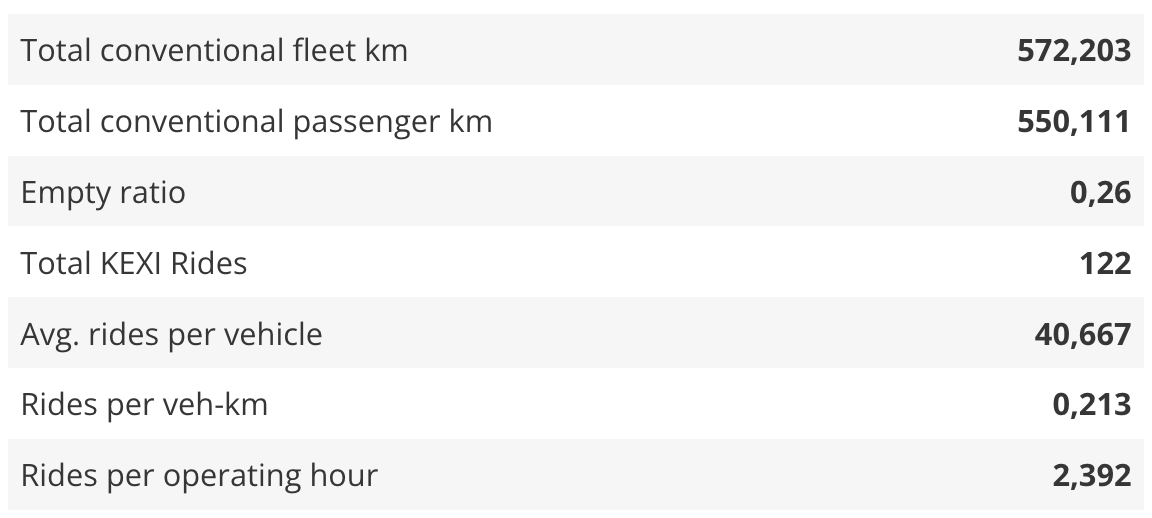 Total conventional fleet km 572,203
Total conventional passenger km 550,111
Empty ratio 0,26
Total KEXI Rides 122
Avg. rides per vehicle 40,667
Rides per veh-km 0,213
Rides per operating hour 2,392